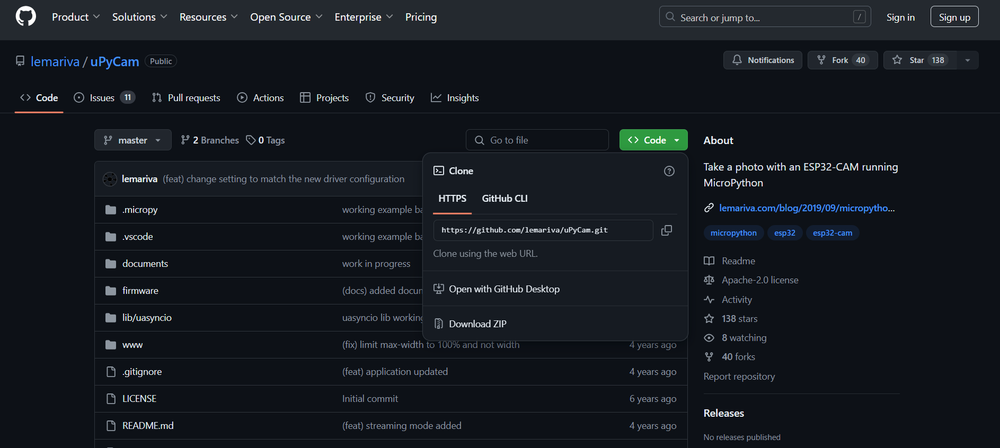 Product Solutions Resources Open Source Enterprise Pricing Search or jump to... / Sign in Sign up
lemariva / uPyCam Public Notifications Fork 40 Star 138
Code Issues 11 Pull requests Actions Projects Security Insights
master 2 Branches 0 Tags Go to file Code
lemariva (feat) change setting to match the new driver configuration
.micropy working example ba
.vscode working example ba
documents work in progress
firmware (docs) added docum
lib/uasyncio uasyncio lib working
www (fix) limit max-width to 100% and not width 4 years ago
.gitignore (feat) application updated 4 years ago
LICENSE Initial commit 6 years ago
README.md (feat) streaming mode added 4 years ago
Clone
HTTPS GitHub CLI
https://github.com/lemariva/uPyCam.git
Clone using the web URL.
Open with GitHub Desktop
Download ZIP
About
Take a photo with an ESP32-CAM running
MicroPython
lemariva.com/blog/2019/09/micropytho...
micropython esp32 esp32-cam
Readme
Apache-2.0 license
Activity
138 stars
8 watching
40 forks
Report repository
Releases
No releases published